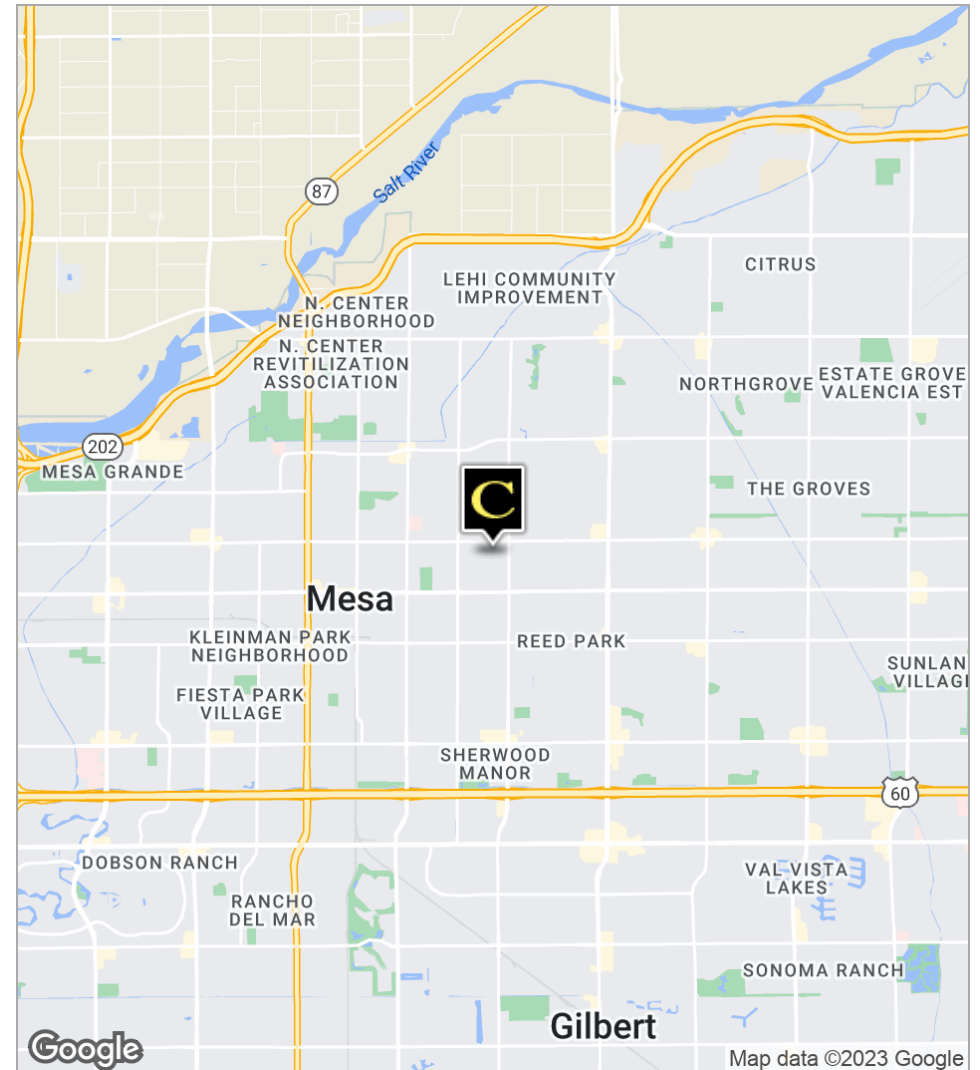 Salt River
87
CITRUS
LEHI COMMUNITY
IMPROVEMENT
N. CENTER
NEIGHBORHOOD
N. CENTER
REVITILIZATION
ASSOCIATION
NORTHGROVE
ESTATE GROVE
VALENCIA EST
202
MESA GRANDE
THE GROVES
C
Mesa
KLEINMAN PARK
NEIGHBORHOOD
REED PARK
SUNLAN
VILLAGI
FIESTA PARK
VILLAGE
SHERWOOD
MANOR
60
DOBSON RANCH
VAL VISTA
LAKES
RANCHO
DEL MAR
SONOMA RANCH
Gilbert
Google
Map data ©2023 Google